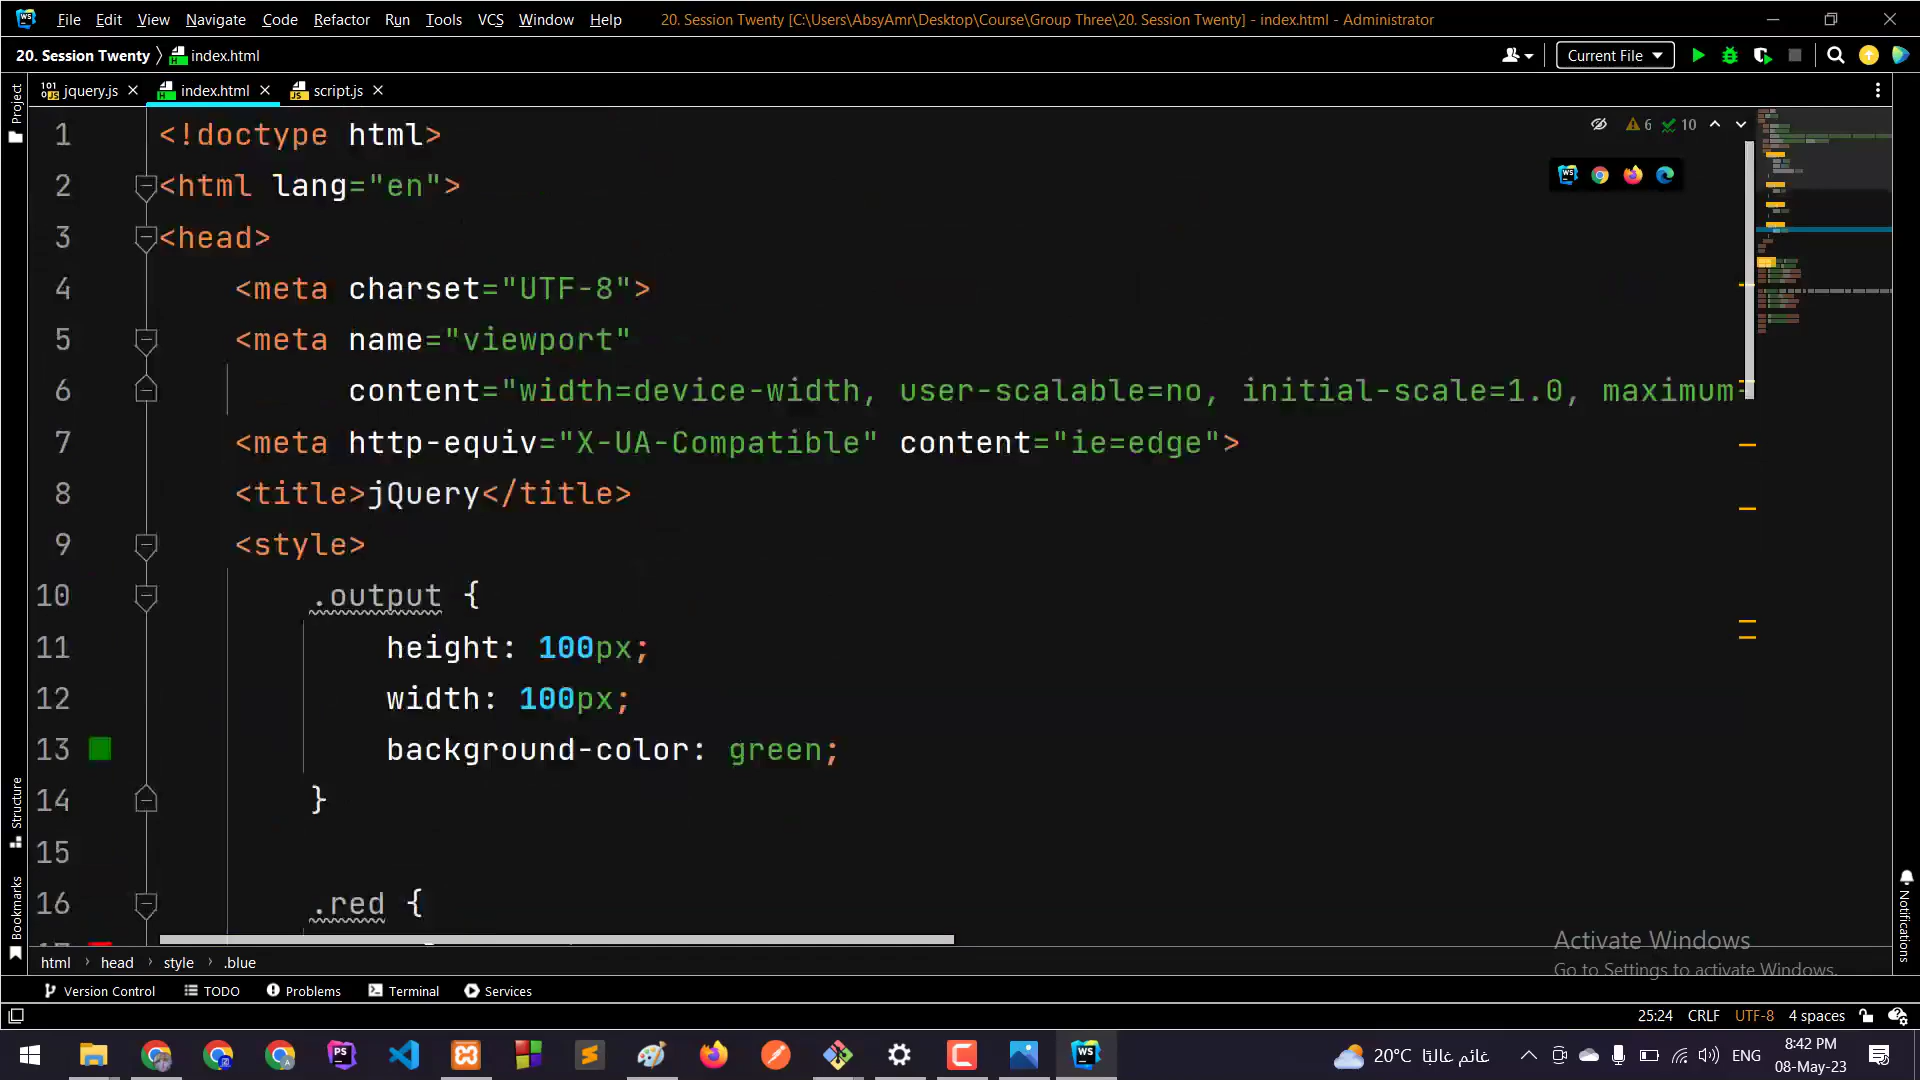 File Edit View Navigate Code Refactor Run Tools VCS Window Help 20. Session Twenty [C:\Users\AbsyAmr\Desktop\Course\Group Three\20. Session Twenty] - index.html - Administrator
20. Session Twenty index.html Current File
Project
jquery.js index.html script.js
6 10
1 <!doctype html>
2 <html lang="en">
3 <head>
4 <meta charset="UTF-8">
5 <meta name="viewport"
6 content="width=device-width, user-scalable=no, initial-scale=1.0, maximum-
7 <meta http-equiv="X-UA-Compatible" content="ie=edge">
8 <title>jQuery</title>
9 <style>
10 .output {
11 height: 100px;
12 width: 100px;
13 background-color: green;
14 }
15
16 .red {
Structure
Bookmarks
Notifications
Activate Windows
Go to Settings to activate Windows.
html head style .blue
Version Control TODO Problems Terminal Services
25:24 CRLF UTF-8 4 spaces
20°C غائم غالبًا ENG 8:42 PM
08-May-23